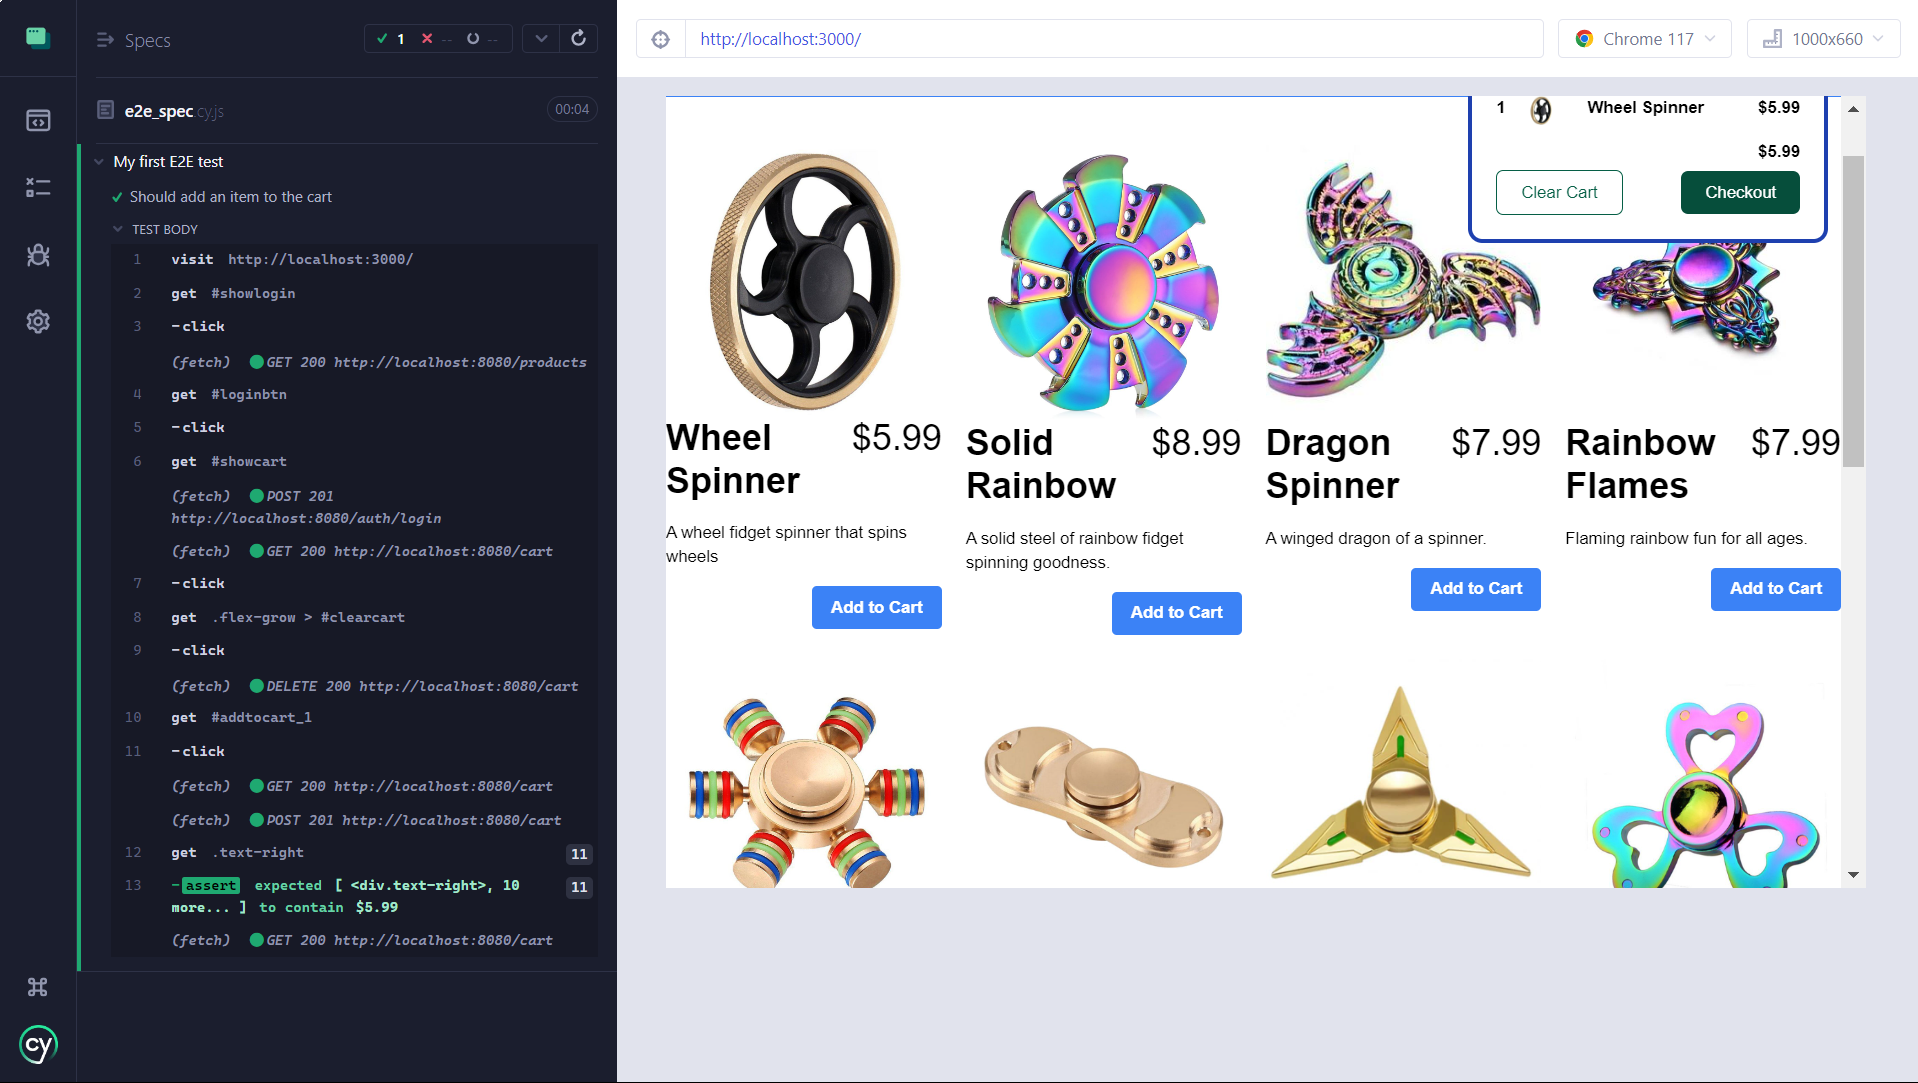 Specs
1
--
--
e2e_spec.cy.js
00:04
My first E2E test
Should add an item to the cart
TEST BODY
1 visit http://localhost:3000/
2 get #showlogin
3 -click
(fetch) GET 200 http://localhost:8080/products
4 get #loginbtn
5 -click
6 get #showcart
(fetch) POST 201
http://localhost:8080/auth/login
(fetch) GET 200 http://localhost:8080/cart
7 -click
8 get .flex-grow > #clearcart
9 -click
(fetch) DELETE 200 http://localhost:8080/cart
10 get #addtocart_1
11 -click
(fetch) GET 200 http://localhost:8080/cart
(fetch) POST 201 http://localhost:8080/cart
12 get .text-right 11
13 -assert expected [ <div.text-right>, 10 11
more... ] to contain $5.99
(fetch) GET 200 http://localhost:8080/cart
cy
http://localhost:3000/
Chrome 117
1000x660
1 Wheel Spinner $5.99
$5.99
Clear Cart
Checkout
Wheel
Spinner
$5.99
A wheel fidget spinner that spins
wheels
Add to Cart
Solid
Rainbow
$8.99
A solid steel of rainbow fidget
spinning goodness.
Add to Cart
Dragon
Spinner
$7.99
A winged dragon of a spinner.
Add to Cart
Rainbow
Flames
$7.99
Flaming rainbow fun for all ages.
Add to Cart